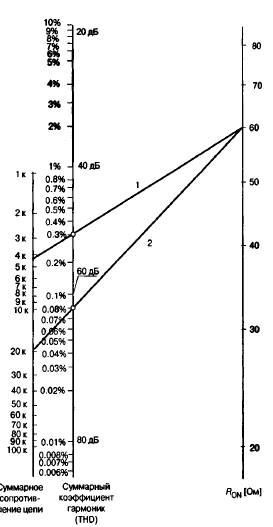 10%
9%
8%
7%
6%
5%
4%
3%
2%
1%
0.8%
0.7%
0.6%
0.5%
0.4%
0.3%
0.2%
0.1%
0.08%
0.07%
0.06%
0.05%
0.04%
0.03%
0.02%
0.01%
0.008%
0.007%
0.006%
20 дБ
40 дБ
60 дБ
80 дБ
1 к
2 к
3 к
4 к
5 к
6 к
7 к
8 к
9 к
10 к
20 к
30 к
40 к
50 к
60 к
70 к
80 к
90 к
100 к
1
2
80
70
60
50
40
30
20
Суммарное
сопротив-
ение цепи
Суммарный
коэффициент
гармоник
(THD)
RON [Ом]